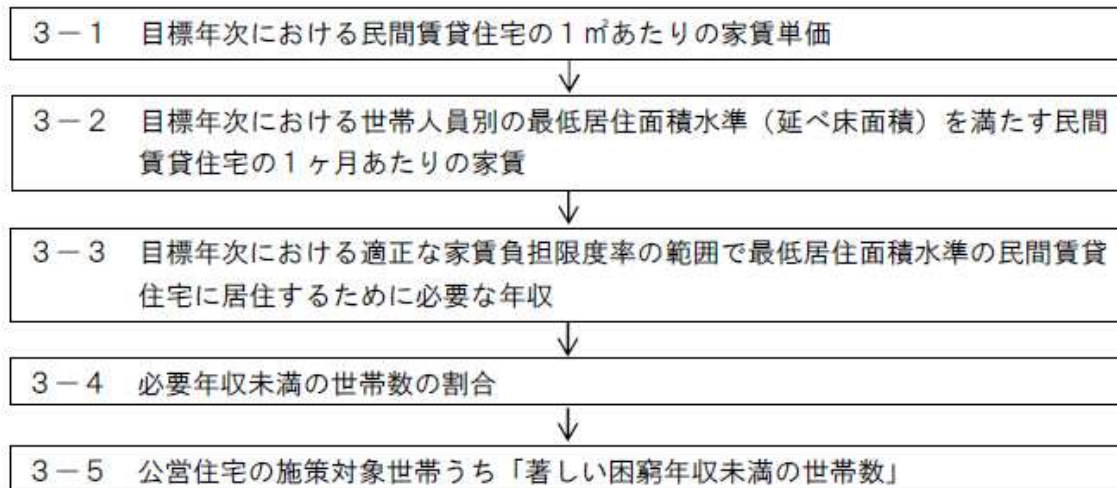 3-1 目標年次における民間賃貸住宅の1㎡あたりの家賃単価
3-2 目標年次における世帯人員別の最低居住面積水準(延べ床面積)を満たす民間
賃貸住宅の1ヶ月あたりの家賃
3-3 目標年次における適正な家賃負担限度率の範囲で最低居住面積水準の民間賃貸
住宅に居住するために必要な年収
3-4 必要年収未満の世帯数の割合
3-5 公営住宅の施策対象世帯うち「著しい困窮年収未満の世帯数」